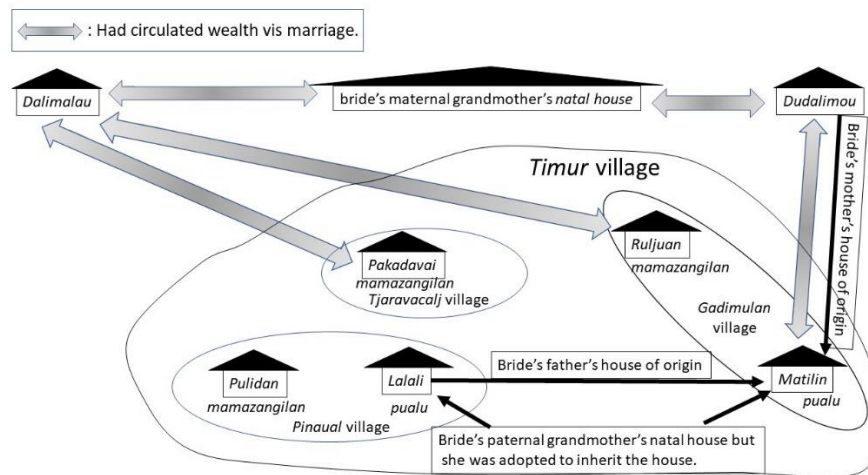 : Had circulated wealth vis marriage.
Dalimalau
bride's maternal grandmother's natal house
Dudalimou
Bride's mother's house
of origin
Timur village
Pakadavai
mamazangilan
Tjaravacalj village
Ruljuan
mamazangilan
Gadimulan
village
Pulidan
mamazangilan
Lalali
pualu
Pinaual village
Bride's father's house of origin
Matilin
pualu
Bride's paternal grandmother's natal house but
she was adopted to inherit the house.